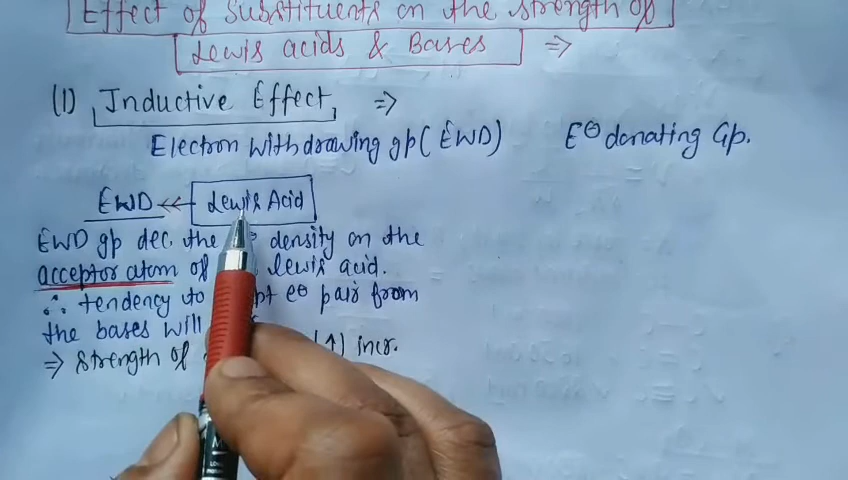 Effect of Substituents on the strength of
Lewis acids & Bases ⇒
(1) Inductive Effect, ⇒
Electron withdrawing gp (EWD) E⊖ donating Gp.
EWD ↞ Lewis Acid
EWD gp dec. the density on the
acceptor atom of lewis acid.
∴ tendency to e⊖ pair from
the bases will
⇒ strength of (↑) incr.